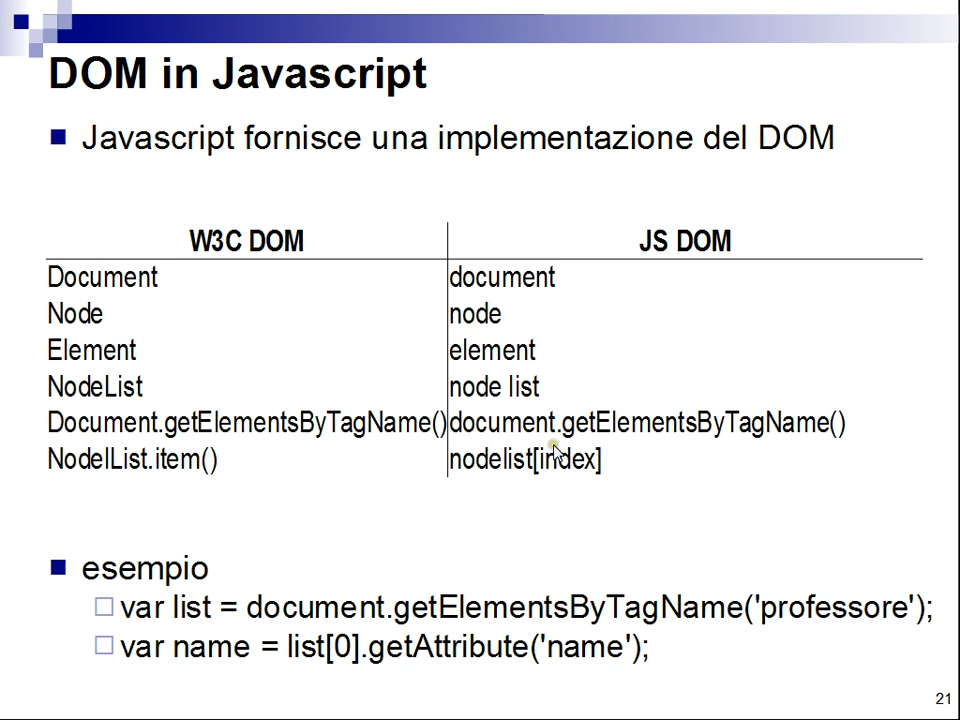 DOM in Javascript
Javascript fornisce una implementazione del DOM
W3C DOM JS DOM
Document document
Node node
Element element
NodeList node list
Document.getElementsByTagName() document.getElementsByTagName()
NodelList.item() nodelist[index]
esempio
var list = document.getElementsByTagName('professore');
var name = list[0].getAttribute('name');
21